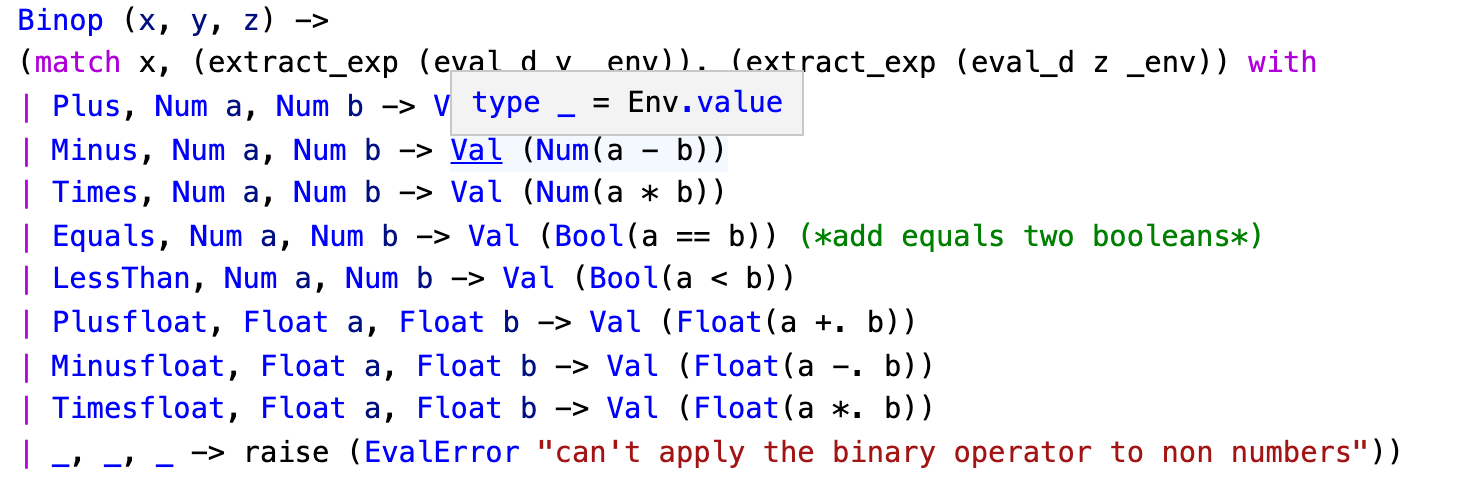 Binop (x, y, z) ->
(match x, (extract_exp (eval_d y _env)), (extract_exp (eval_d z _env)) with
type _ = Env.value
| Plus, Num a, Num b -> V
| Minus, Num a, Num b -> Val (Num(a - b))
| Times, Num a, Num b -> Val (Num(a * b))
| Equals, Num a, Num b -> Val (Bool(a == b)) (*add equals two booleans*)
| LessThan, Num a, Num b -> Val (Bool(a < b))
| Plusfloat, Float a, Float b -> Val (Float(a +. b))
| Minusfloat, Float a, Float b -> Val (Float(a -. b))
| Timesfloat, Float a, Float b -> Val (Float(a *. b))
| _, _, _ -> raise (EvalError "can't apply the binary operator to non numbers"))